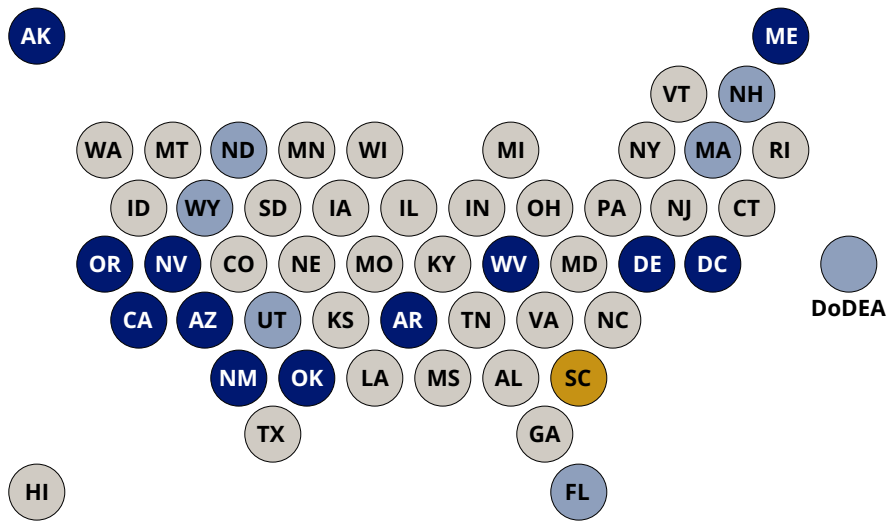 AK ME
VT NH
WA MT ND MN WI MI NY MA RI
ID WY SD IA IL IN OH PA NJ CT
OR NV CO NE MO KY WV MD DE DC
DoDEA
CA AZ UT KS AR TN VA NC
NM OK LA MS AL SC
TX GA
HI FL